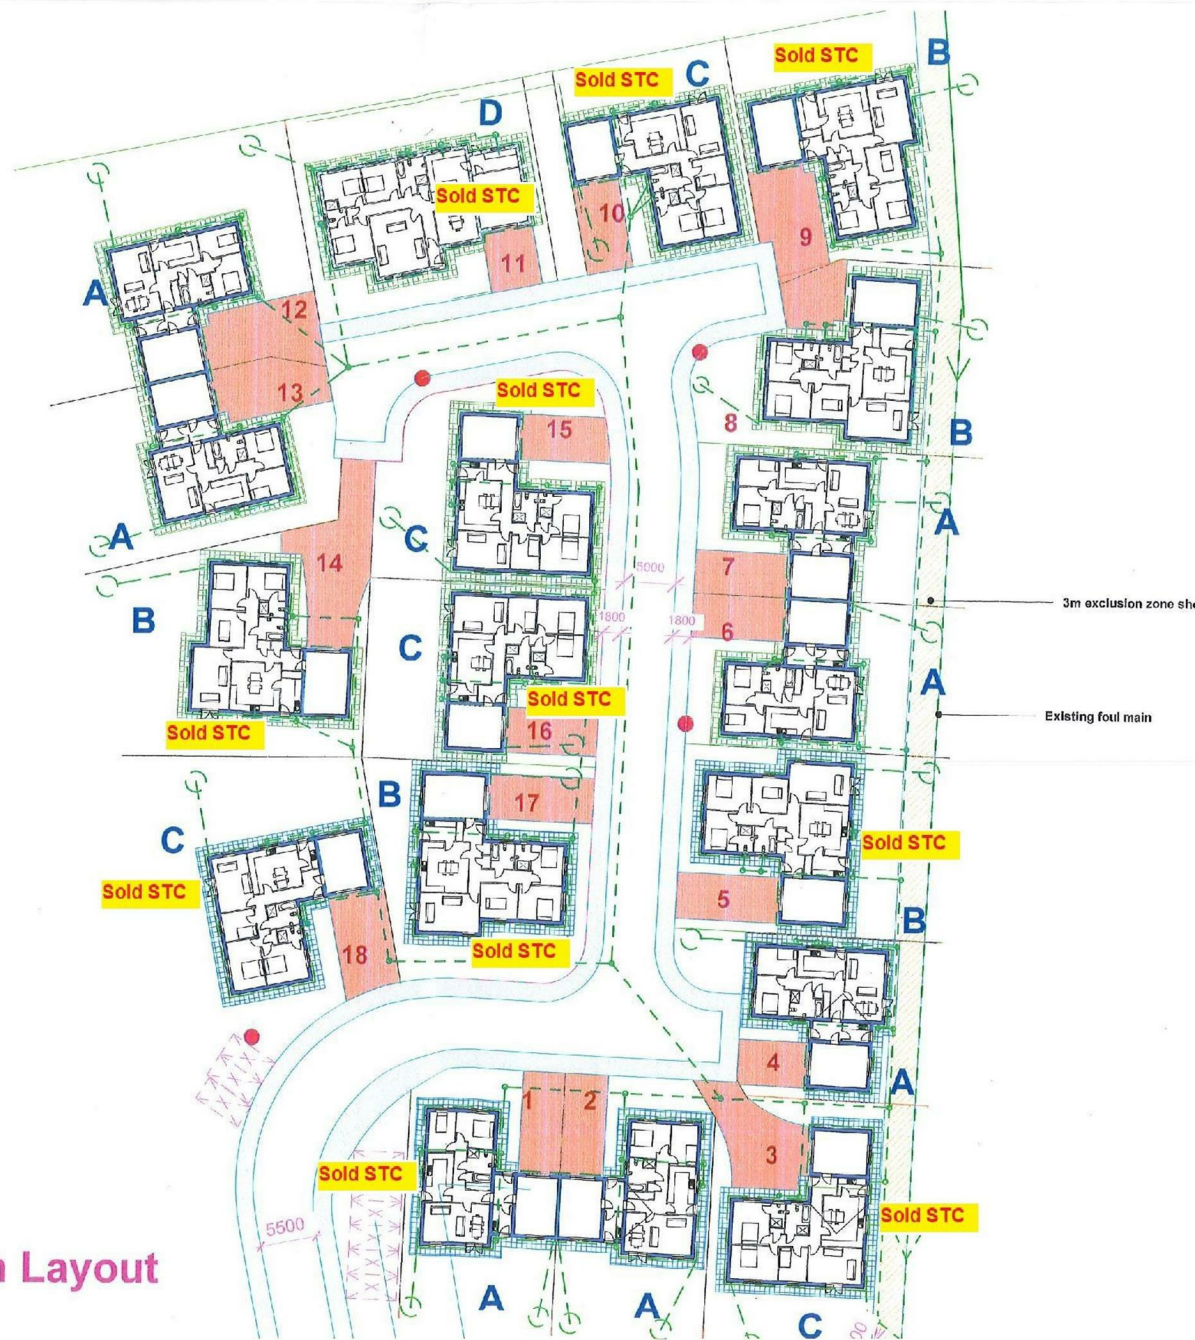 Sold STC
B
Sold STC
C
D
Sold STC
10
9
11
A
12
13
Sold STC
8
B
15
A
C
A
14
7
5000
3m exclusion zone sh
B
C
1800
1800
6
A
Sold STC
Existing foul main
Sold STC
16
B
17
C
Sold STC
Sold STC
5
B
Sold STC
18
4
A
1
2
3
Sold STC
Sold STC
5500
Layout
A
A
C